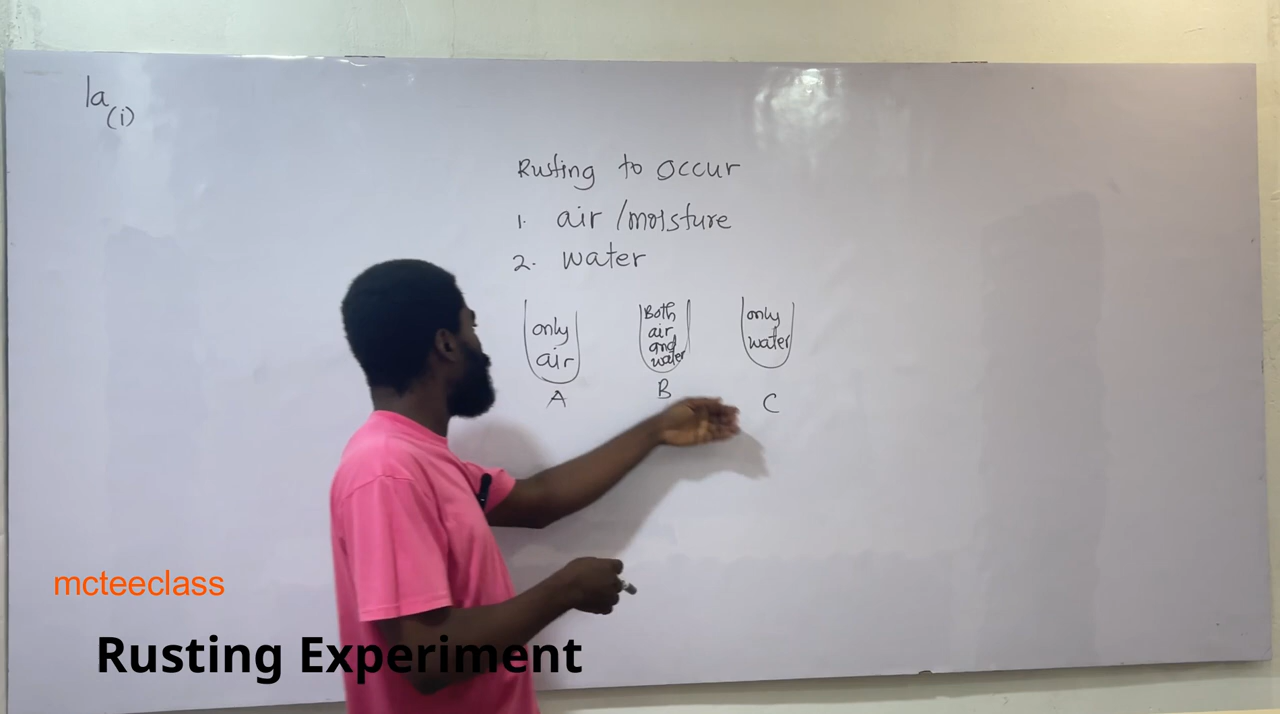 1a
(i)
Rusting to occur
1. air/moisture
2. water
only
air
A
Both
air
and
water
B
only
water
C
mcteeclass
Rusting Experiment